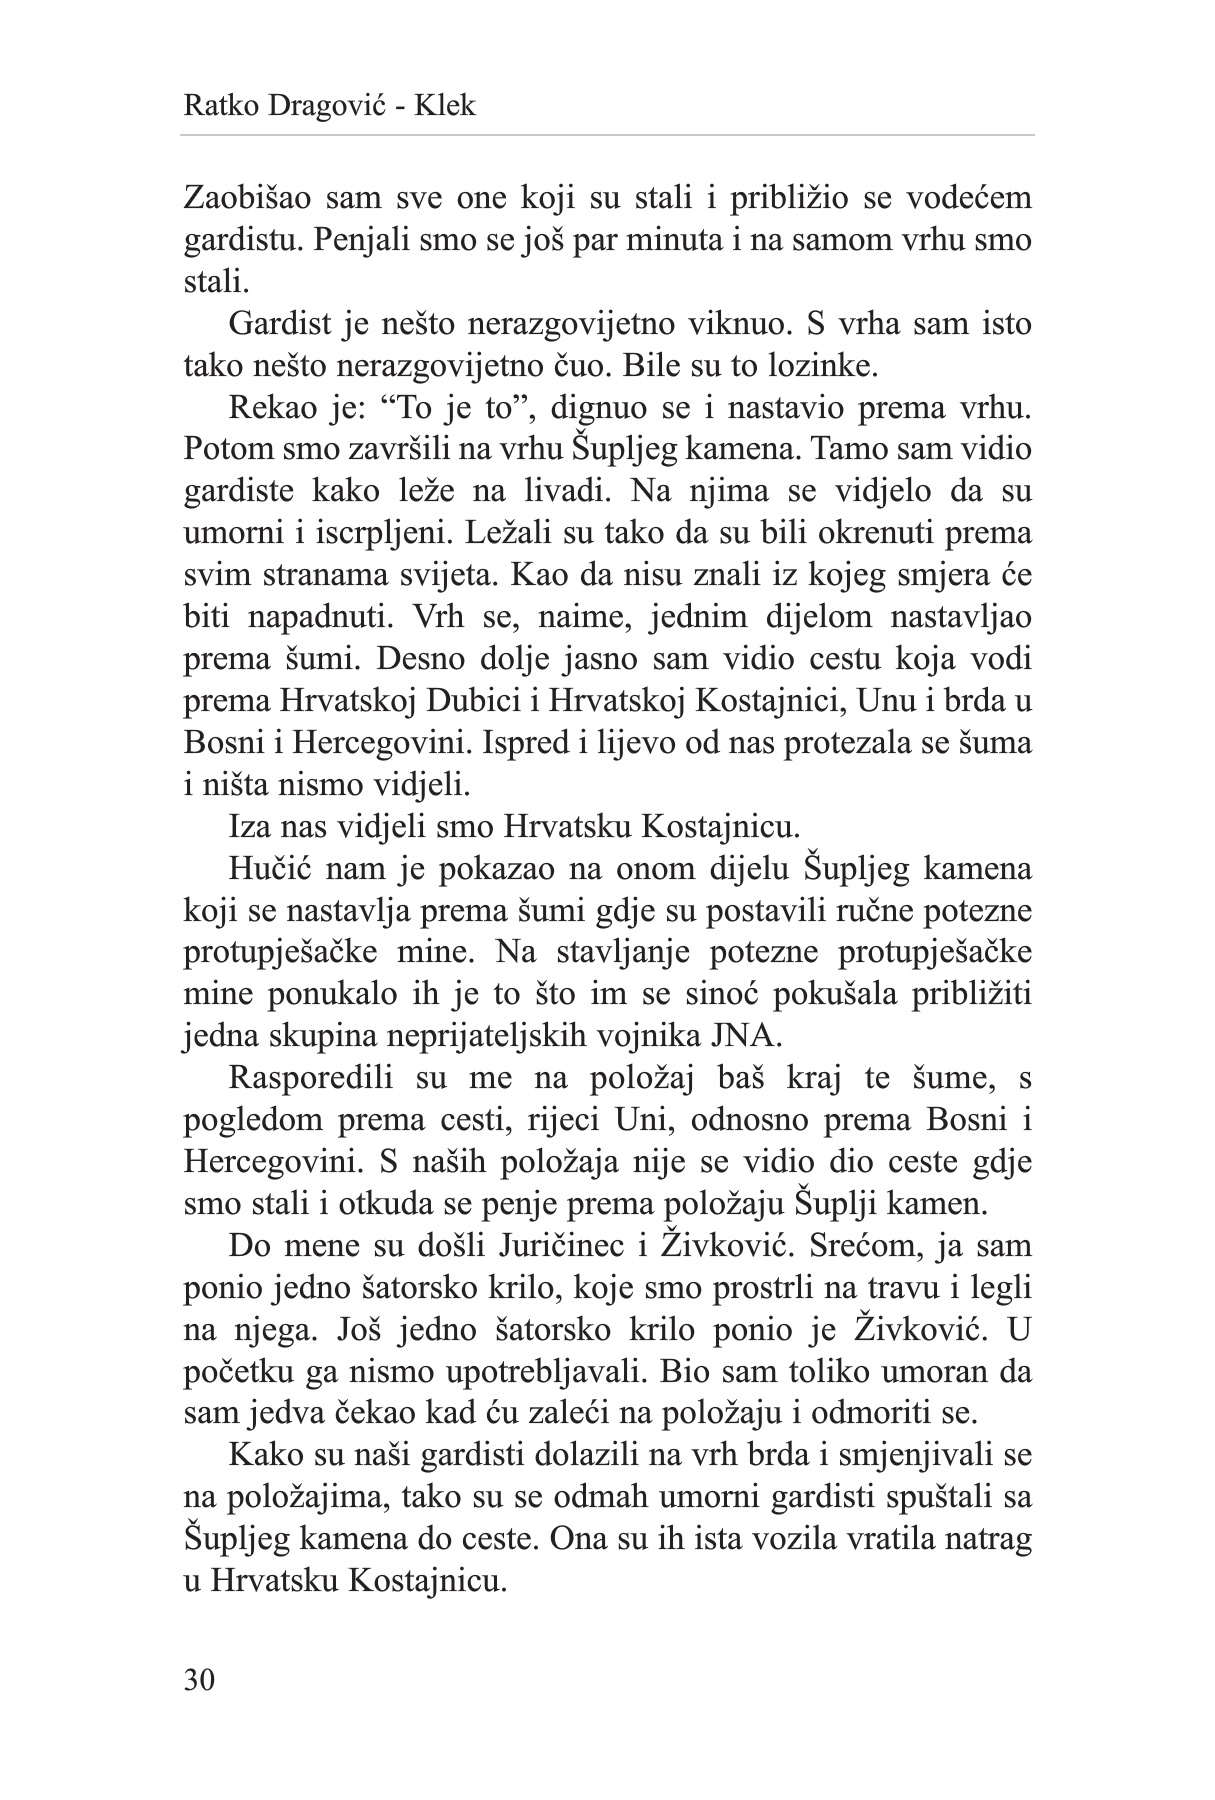 Ratko Dragović - Klek
Zaobišao sam sve one koji su stali i približio se vodećem
gardistu. Penjali smo se još par minuta i na samom vrhu smo
stali.
Gardist je nešto nerazgovijetno viknuo. S vrha sam isto
tako nešto nerazgovijetno čuo. Bile su to lozinke.
Rekao je: “To je to”, dignuo se i nastavio prema vrhu.
Potom smo završili na vrhu Šupljeg kamena. Tamo sam vidio
gardiste kako leže na livadi. Na njima se vidjelo da su
umorni i iscrpljeni. Ležali su tako da su bili okrenuti prema
svim stranama svijeta. Kao da nisu znali iz kojeg smjera će
biti napadnuti. Vrh se, naime, jednim dijelom nastavljao
prema šumi. Desno dolje jasno sam vidio cestu koja vodi
prema Hrvatskoj Dubici i Hrvatskoj Kostajnici, Unu i brda u
Bosni i Hercegovini. Ispred i lijevo od nas protezala se šuma
i ništa nismo vidjeli.
Iza nas vidjeli smo Hrvatsku Kostajnicu.
Hučić nam je pokazao na onom dijelu Šupljeg kamena
koji se nastavlja prema šumi gdje su postavili ručne potezne
protupješačke mine. Na stavljanje potezne protupješačke
mine ponukalo ih je to što im se sinoć pokušala približiti
jedna skupina neprijateljskih vojnika JNA.
Rasporedili su me na položaj baš kraj te šume, s
pogledom prema cesti, rijeci Uni, odnosno prema Bosni i
Hercegovini. S naših položaja nije se vidio dio ceste gdje
smo stali i otkuda se penje prema položaju Šuplji kamen.
Do mene su došli Juričinec i Živković. Srećom, ja sam
ponio jedno šatorsko krilo, koje smo prostrli na travu i legli
na njega. Još jedno šatorsko krilo ponio je Živković. U
početku ga nismo upotrebljavali. Bio sam toliko umoran da
sam jedva čekao kad ću zaleći na položaju i odmoriti se.
Kako su naši gardisti dolazili na vrh brda i smjenjivali se
na položajima, tako su se odmah umorni gardisti spuštali sa
Šupljeg kamena do ceste. Ona su ih ista vozila vratila natrag
u Hrvatsku Kostajnicu.
30